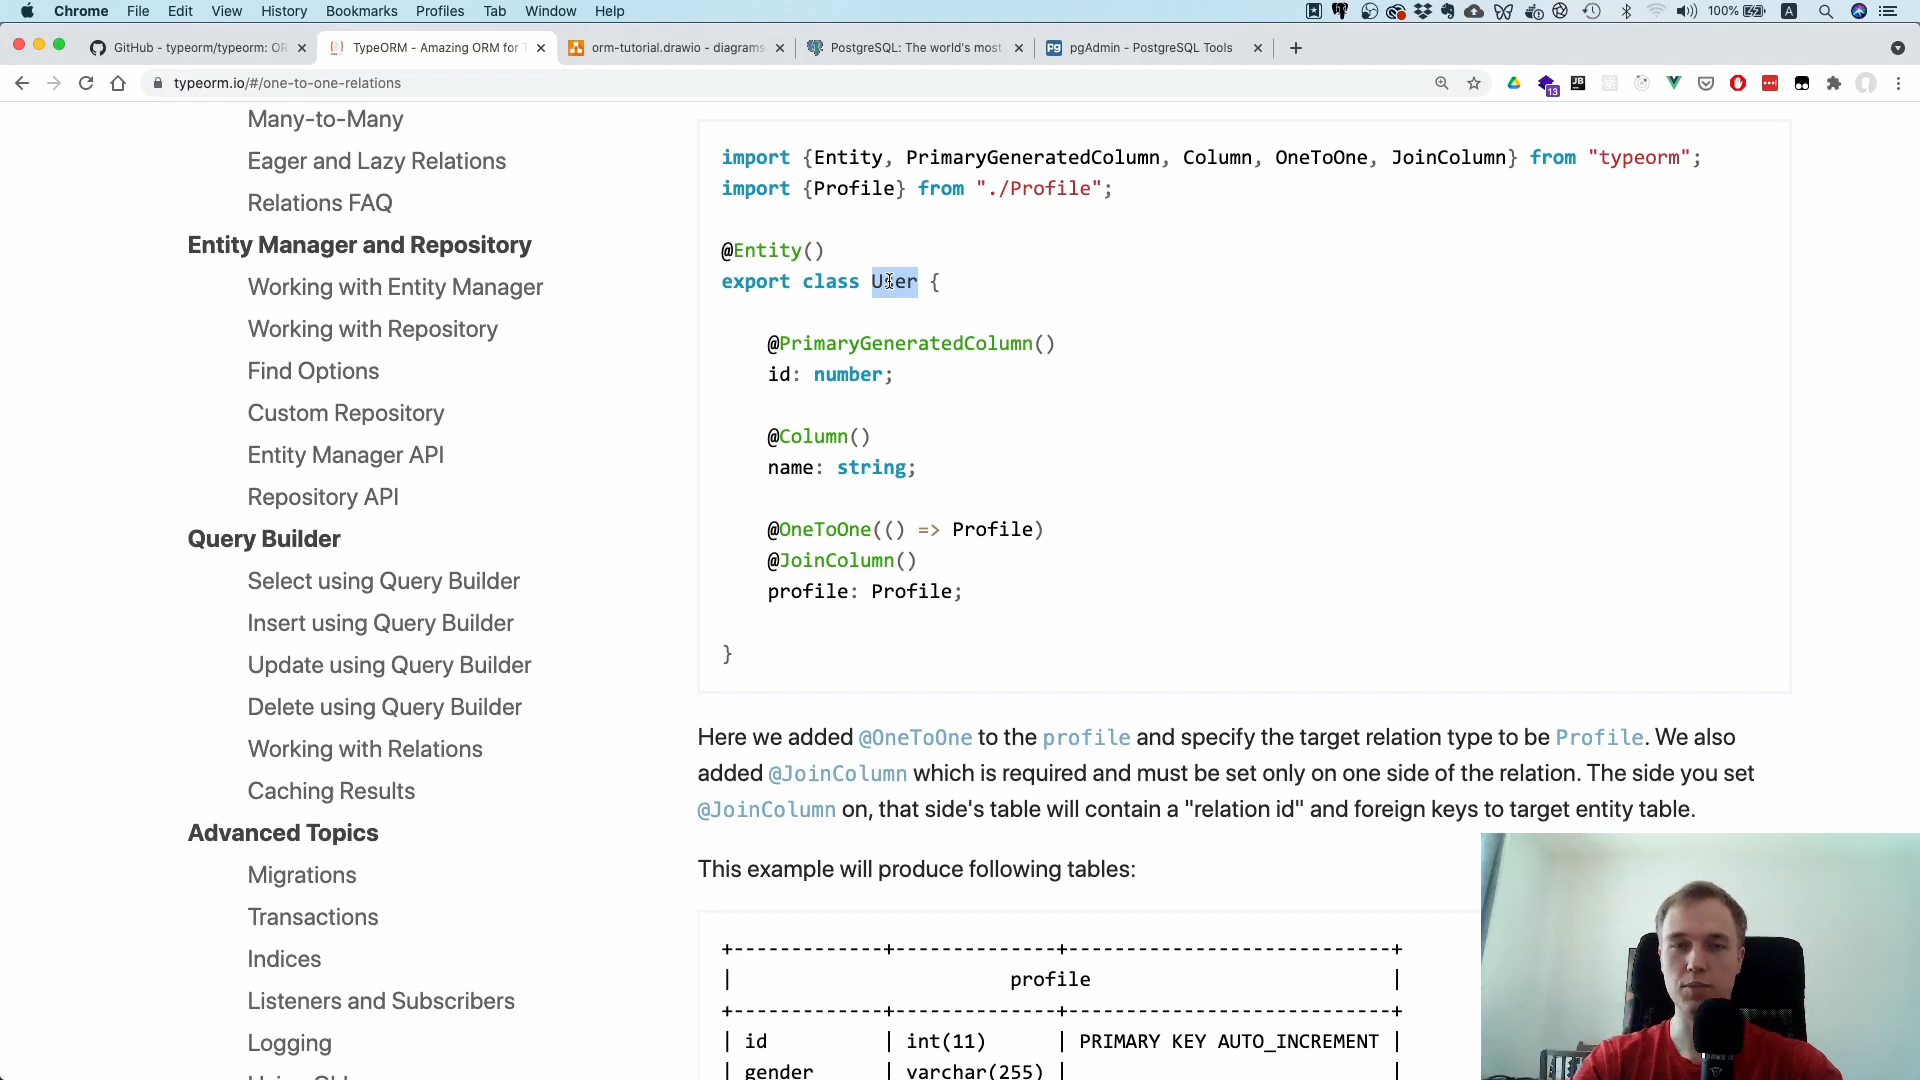 Chrome File Edit View History Bookmarks Profiles Tab Window Help 100%
GitHub - typeorm/typeorm: OR
TypeORM - Amazing ORM for T
orm-tutorial.drawio - diagrams
PostgreSQL: The world's most
pgAdmin - PostgreSQL Tools
typeorm.io/#/one-to-one-relations
13
Many-to-Many
Eager and Lazy Relations
Relations FAQ
Entity Manager and Repository
Working with Entity Manager
Working with Repository
Find Options
Custom Repository
Entity Manager API
Repository API
Query Builder
Select using Query Builder
Insert using Query Builder
Update using Query Builder
Delete using Query Builder
Working with Relations
Caching Results
Advanced Topics
Migrations
Transactions
Indices
Listeners and Subscribers
Logging
import {Entity, PrimaryGeneratedColumn, Column, OneToOne, JoinColumn} from "typeorm";
import {Profile} from "./Profile";
@Entity()
export class User {
@PrimaryGeneratedColumn()
id: number;
@Column()
name: string;
@OneToOne(() => Profile)
@JoinColumn()
profile: Profile;
}
Here we added @OneToOne to the profile and specify the target relation type to be Profile. We also
added @JoinColumn which is required and must be set only on one side of the relation. The side you set
@JoinColumn on, that side's table will contain a "relation id" and foreign keys to target entity table.
This example will produce following tables:
+-------------+--------------+----------------------------+
| profile |
+-------------+--------------+----------------------------+
| id | int(11) | PRIMARY KEY AUTO_INCREMENT |
| gender | varchar(255) | |